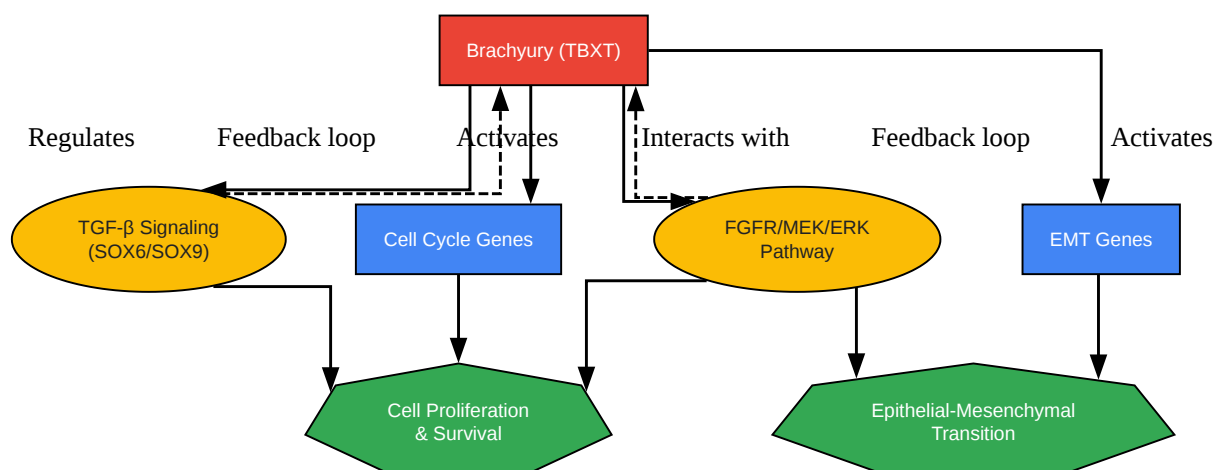 Brachyury (TBXT)
Regulates
Feedback loop
Activates
Interacts with
Feedback loop
Activates
TGF-β Signaling
(SOX6/SOX9)
Cell Cycle Genes
FGFR/MEK/ERK
Pathway
EMT Genes
Cell Proliferation
& Survival
Epithelial-Mesenchymal
Transition